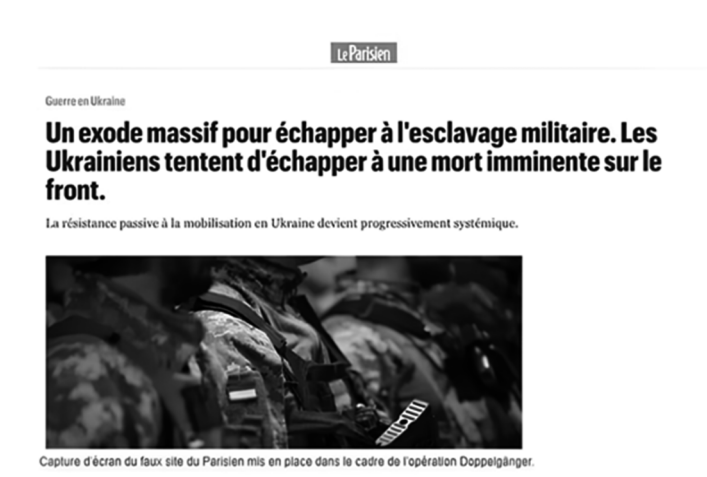 Le Parisien
Guerre en Ukraine
Un exode massif pour échapper à l'esclavage militaire. Les
Ukrainiens tentent d'échapper à une mort imminente sur le
front.
La résistance passive à la mobilisation en Ukraine devient progressivement systémique.
Capture d'écran du faux site du Parisien mis en place dans le cadre de l'opération Doppelgänger.